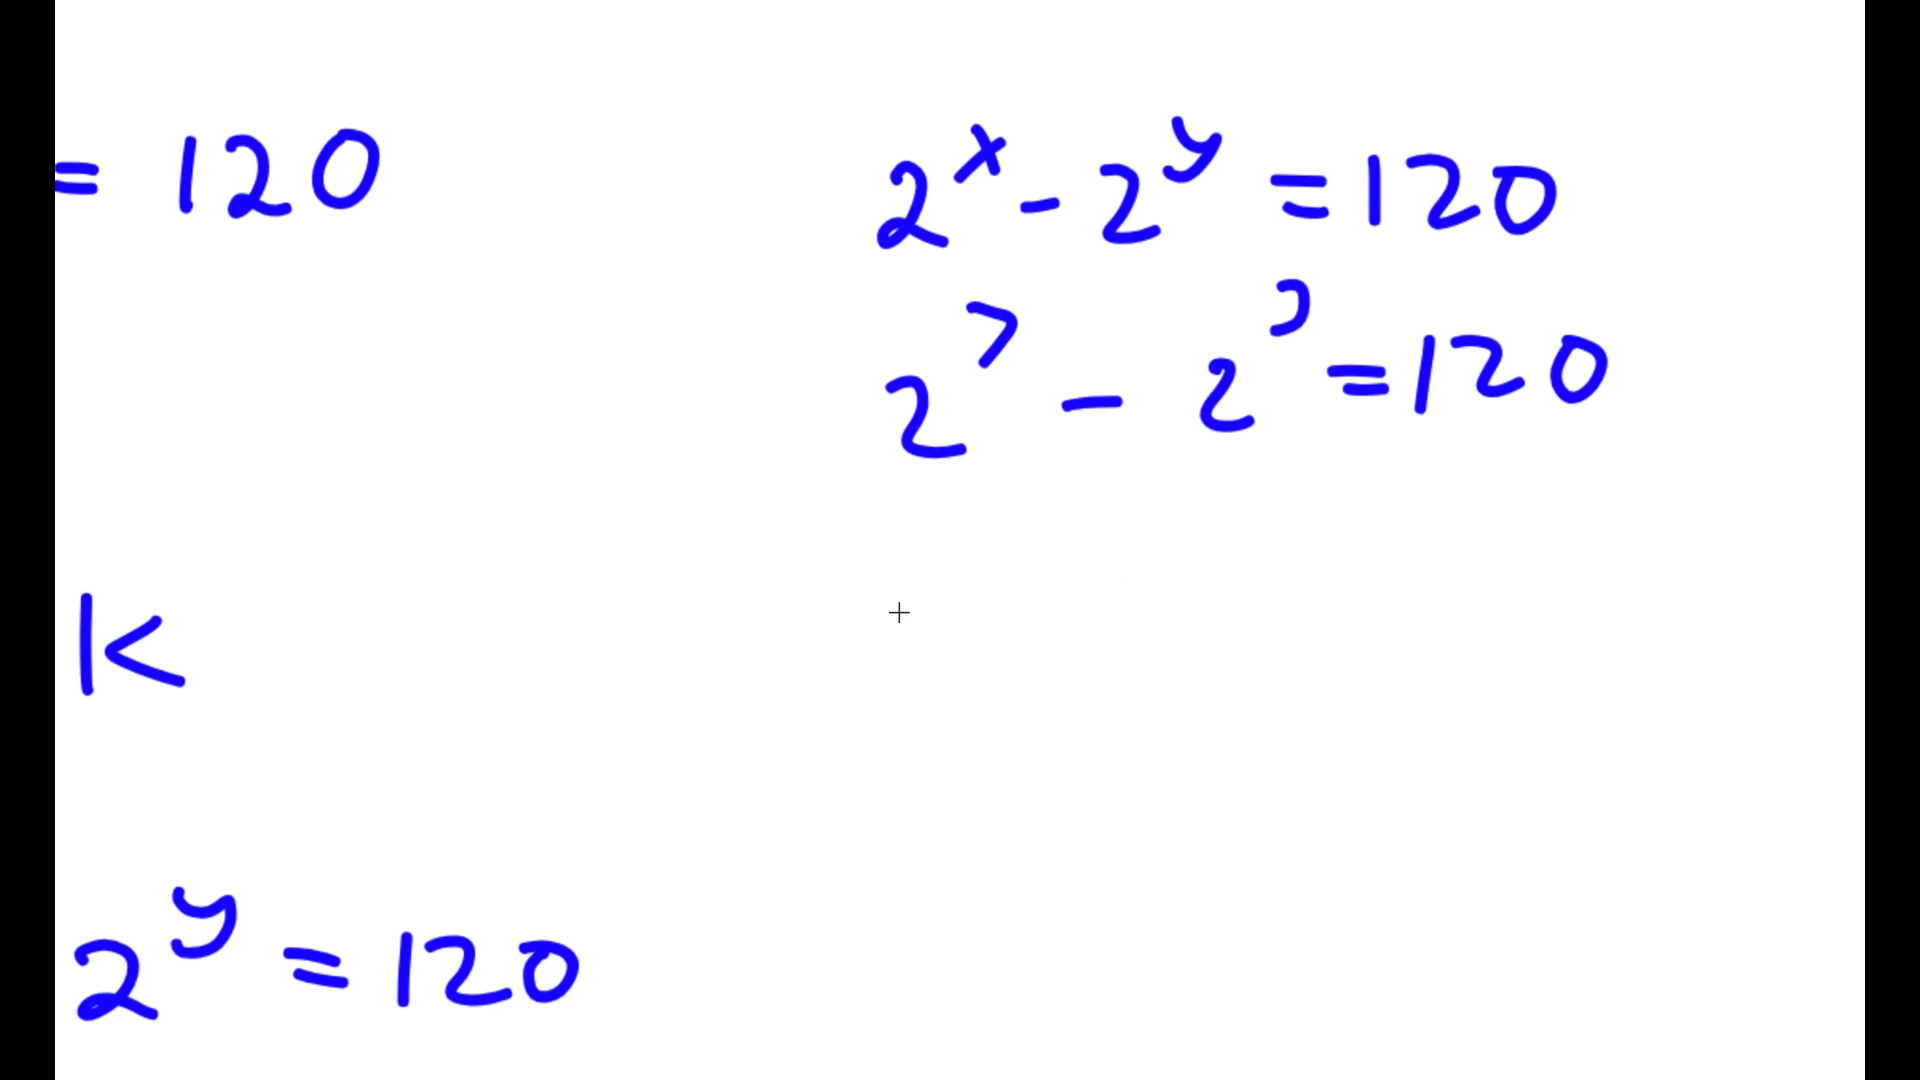 = 120
2^x - 2^y = 120
2^7 - 2^3 = 120
K
2^y = 120